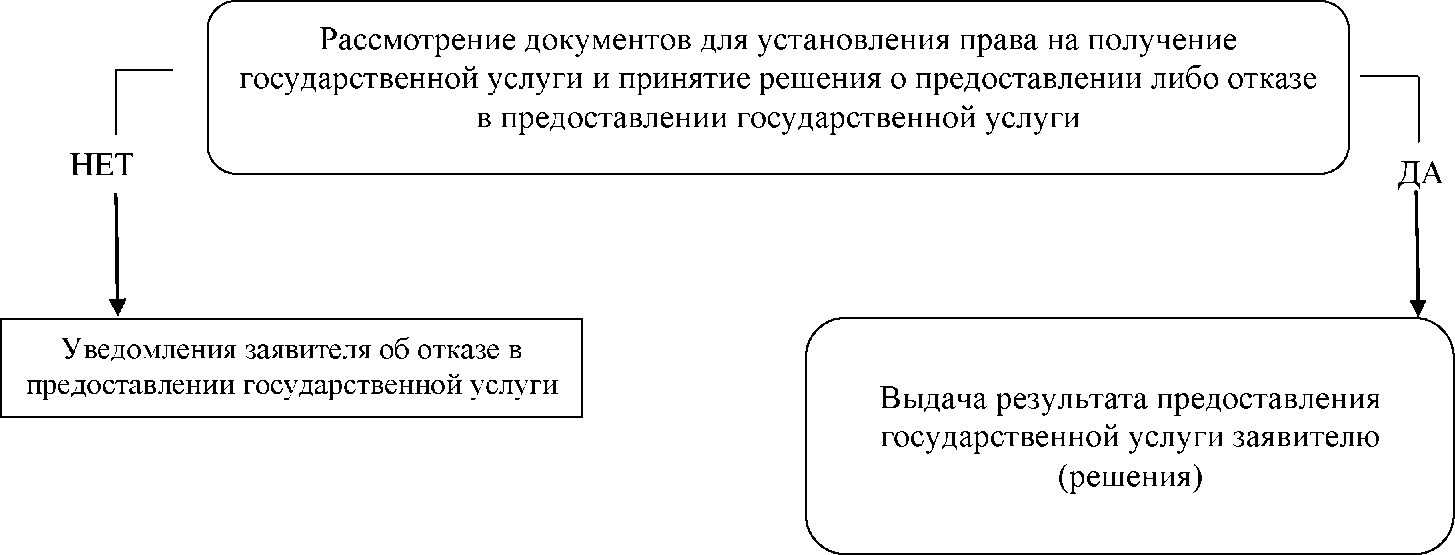 Рассмотрение документов для установления права на получение
государственной услуги и принятие решения о предоставлении либо отказе
в предоставлении государственной услуги
НЕТ
ДА
Уведомления заявителя об отказе в
предоставлении государственной услуги
Выдача результата предоставления
государственной услуги заявителю
(решения)